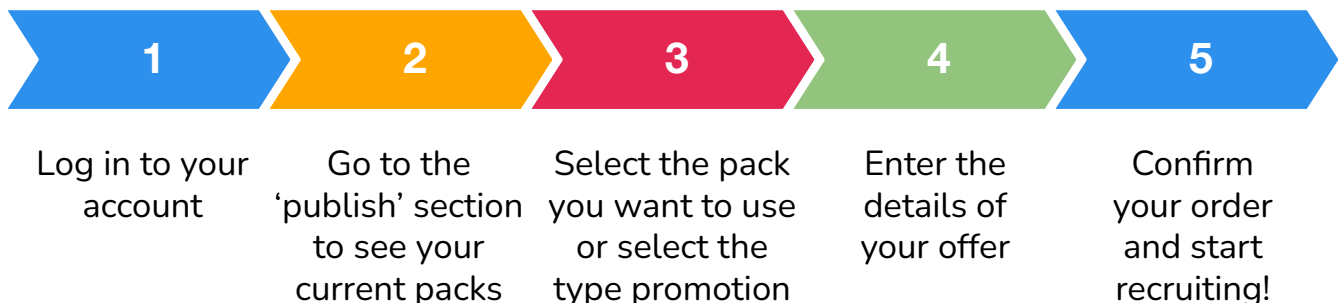 1
2
3
4
5
Log in to your
account
Go to the
‘publish’ section
to see your
current packs
Select the pack
you want to use
or select the
type promotion
Enter the
details of
your offer
Confirm
your order
and start
recruiting!